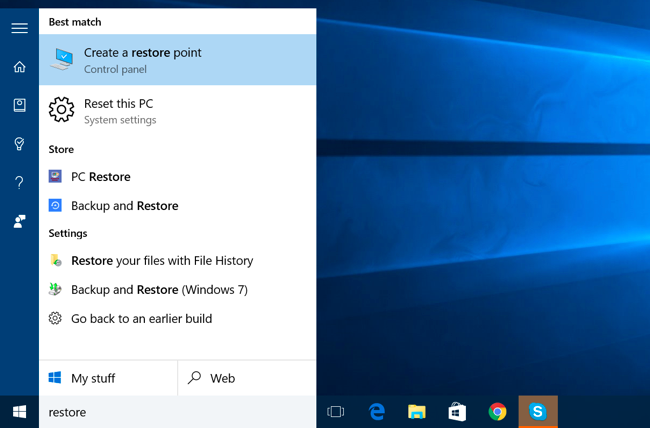 Best match
Create a restore point
Control panel
Reset this PC
System settings
Store
PC Restore
Backup and Restore
Settings
Restore your files with File History
Backup and Restore (Windows 7)
Go back to an earlier build
My stuff
Web
restore